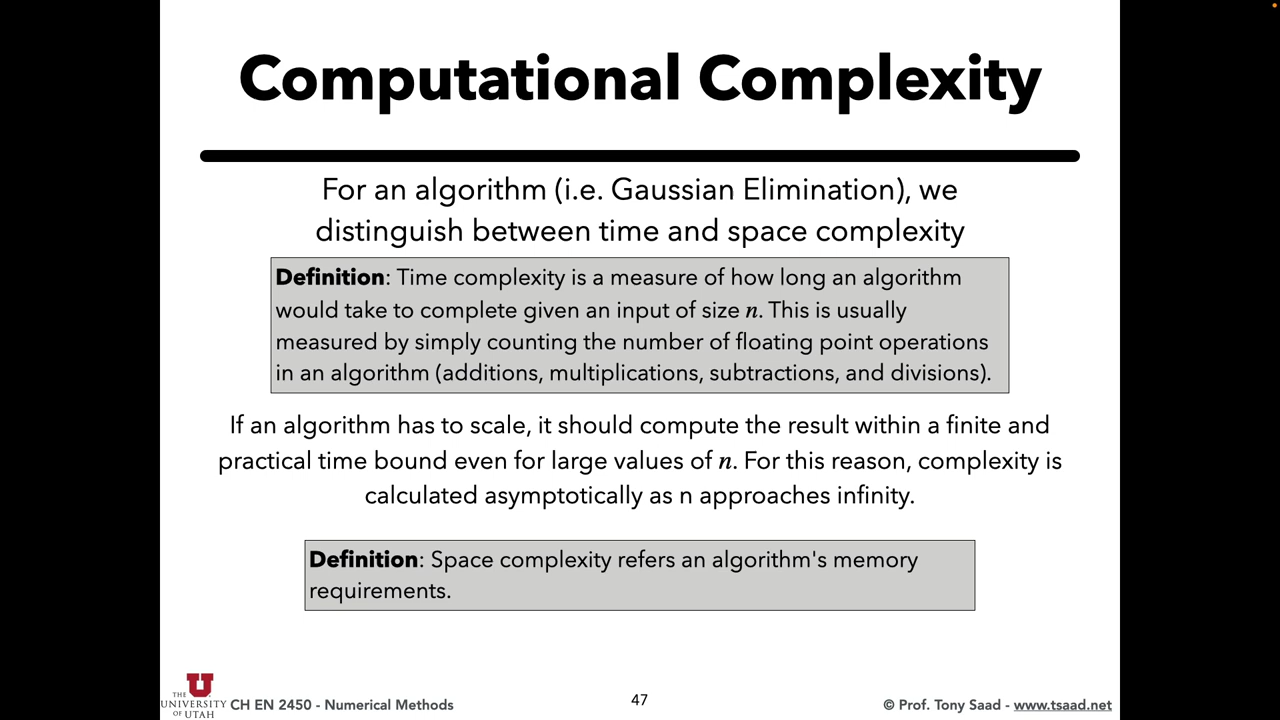 Computational Complexity
For an algorithm (i.e. Gaussian Elimination), we
distinguish between time and space complexity
Definition: Time complexity is a measure of how long an algorithm
would take to complete given an input of size n. This is usually
measured by simply counting the number of floating point operations
in an algorithm (additions, multiplications, subtractions, and divisions).
If an algorithm has to scale, it should compute the result within a finite and
practical time bound even for large values of n. For this reason, complexity is
calculated asymptotically as n approaches infinity.
Definition: Space complexity refers an algorithm's memory
requirements.
THE
UNIVERSITY
OF UTAH
CH EN 2450 - Numerical Methods
47
© Prof. Tony Saad - www.tsaad.net